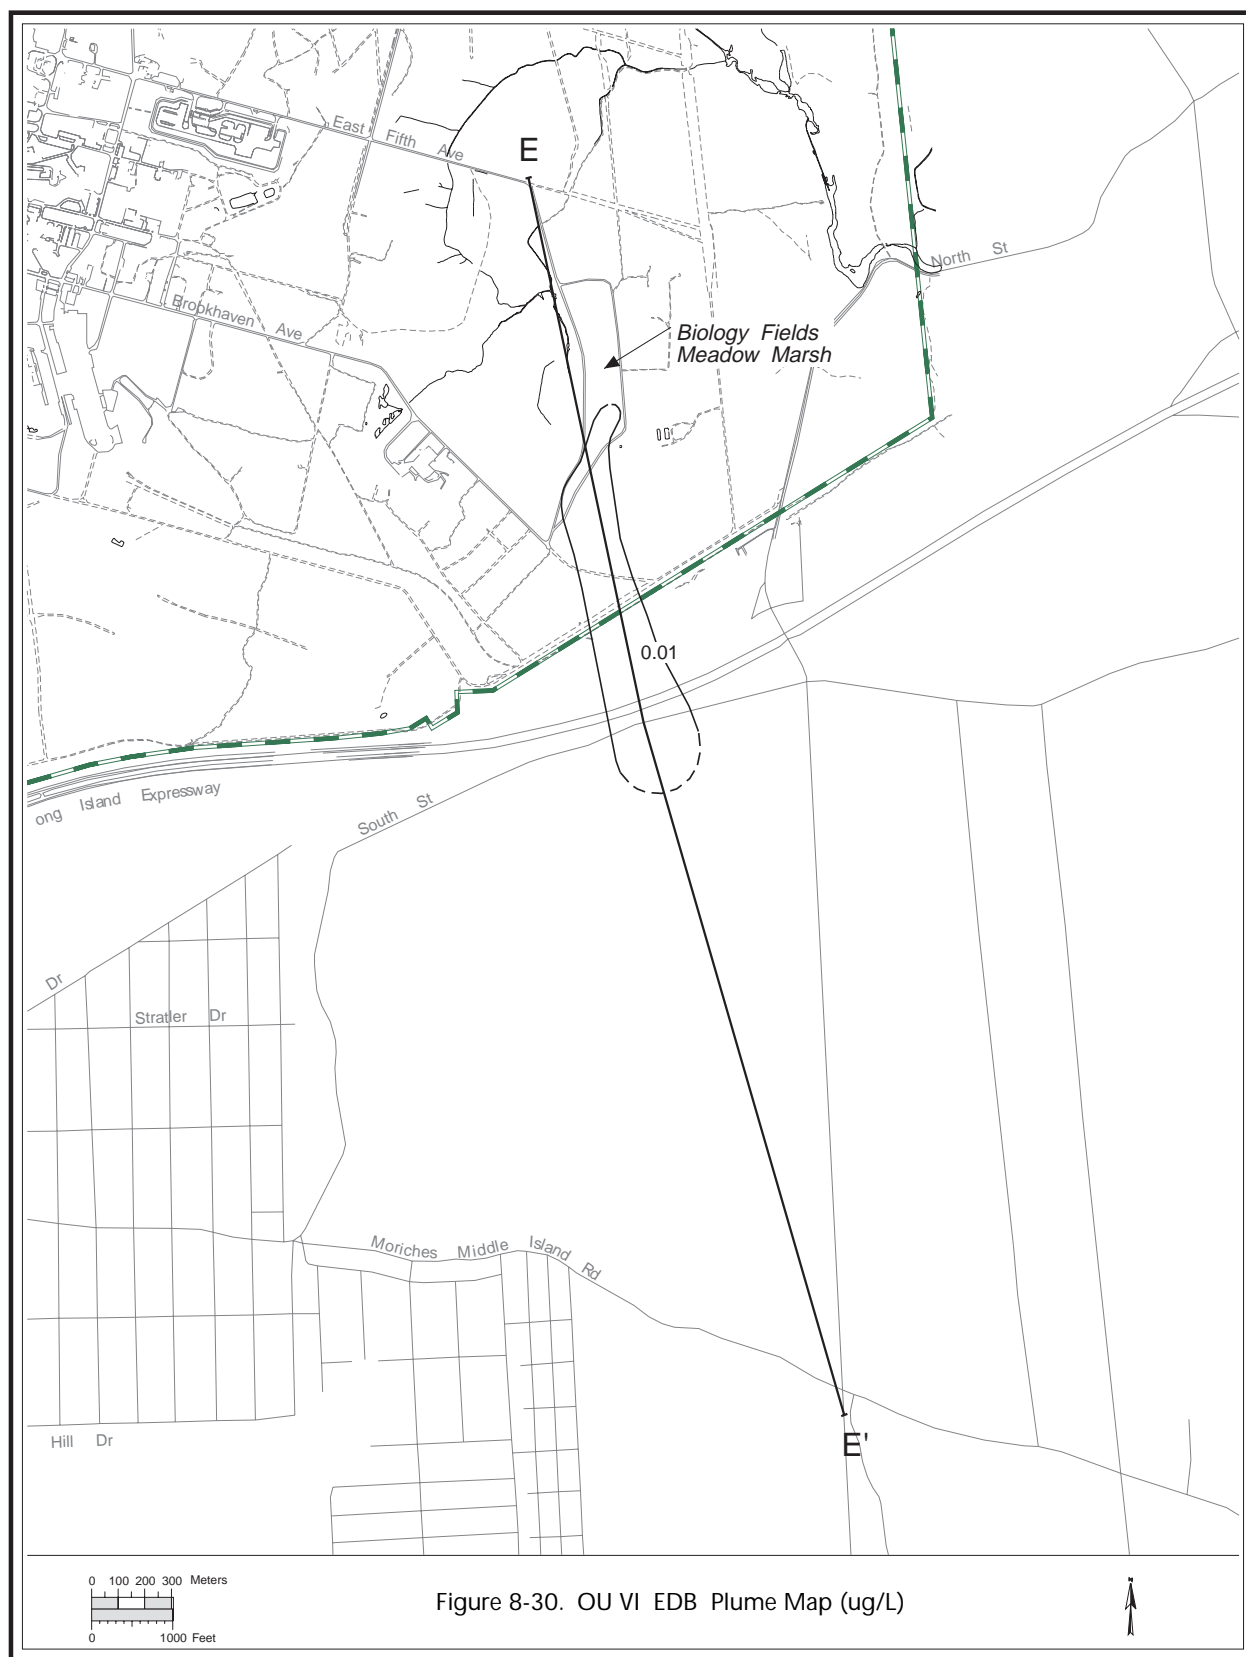 East Fifth Ave
E
North St
Brookhaven Ave
Biology Fields
Meadow Marsh
0.01
ong Island Expressway
South St
Dr
Stratler Dr
Moriches Middle Island Rd
Hill Dr
E'
0 100 200 300 Meters
0 1000 Feet
Figure 8-30. OU VI EDB Plume Map (ug/L)
N